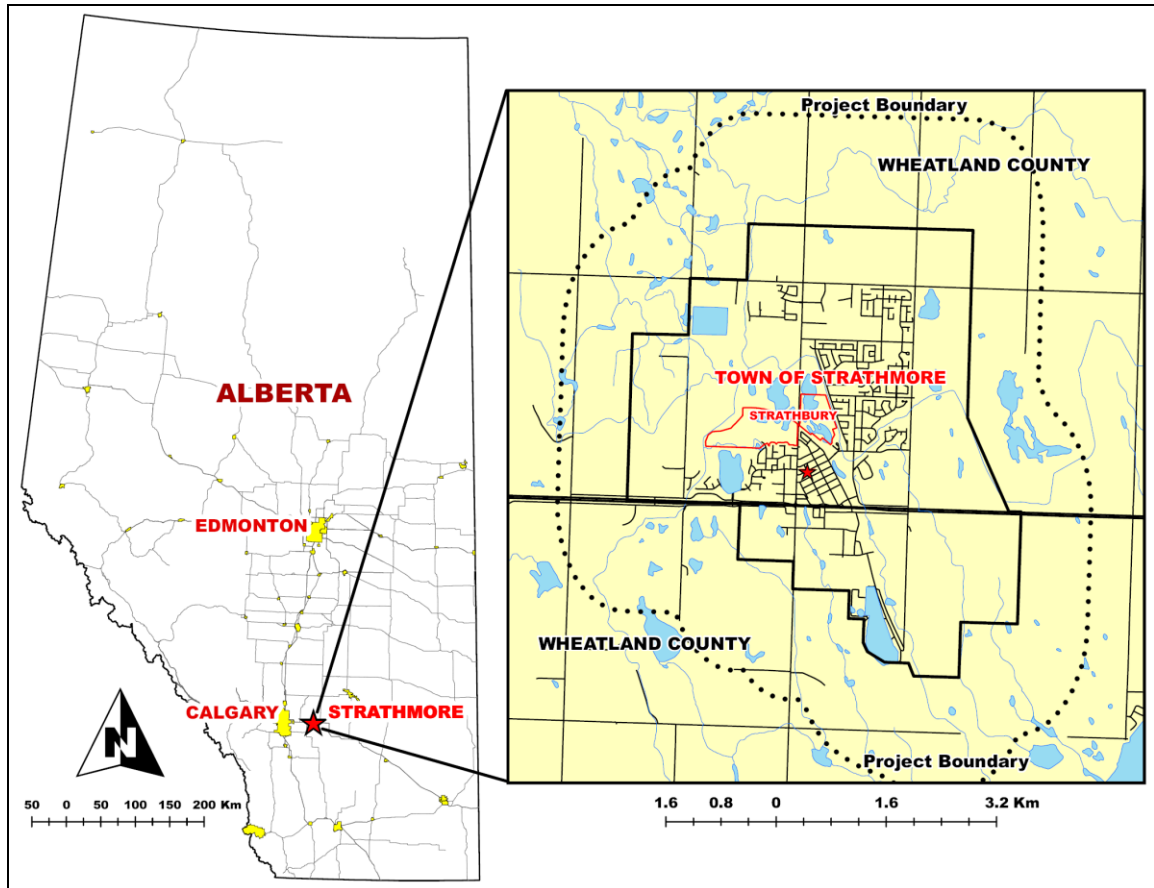 ALBERTA
EDMONTON
CALGARY
STRATHMORE
N
50 0 50 100 150 200 Km
Project Boundary
WHEATLAND COUNTY
TOWN OF STRATHMORE
STRATHBURY
WHEATLAND COUNTY
Project Boundary
1.6 0.8 0 1.6 3.2 Km